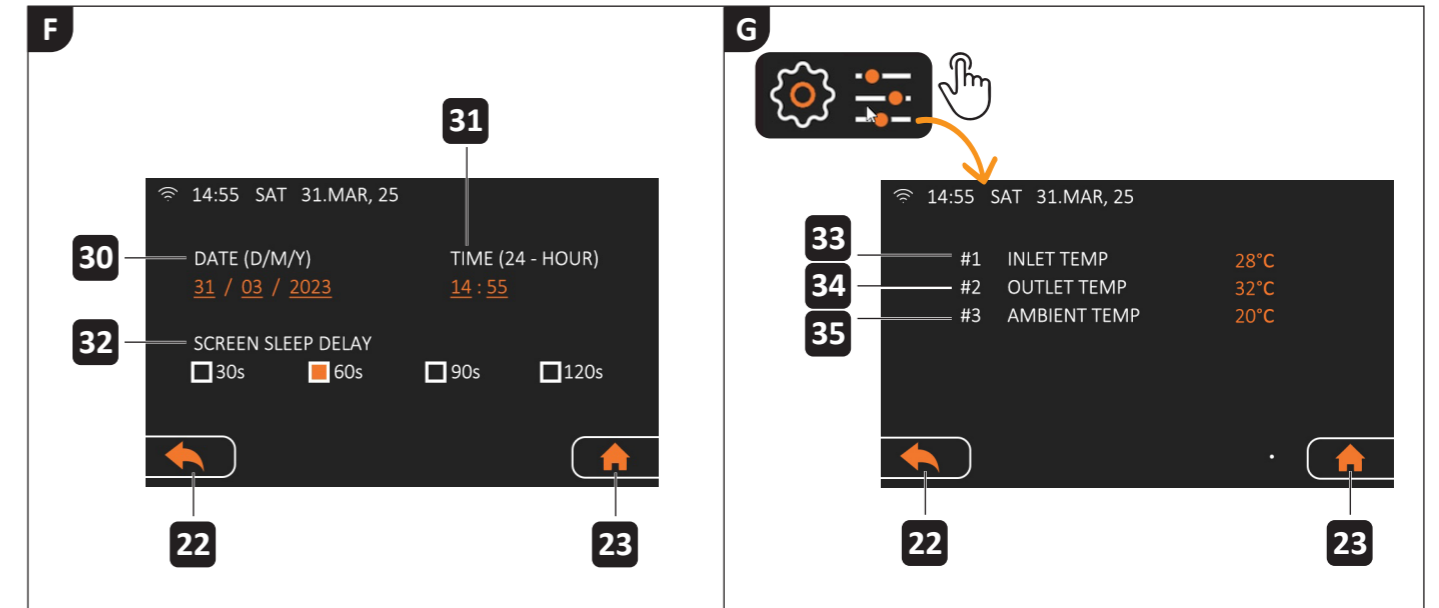 F
31
14:55 SAT 31.MAR, 25
30
DATE (D/M/Y) TIME (24 - HOUR)
31 / 03 / 2023 14 : 55
32
SCREEN SLEEP DELAY
30s 60s 90s 120s
22 23
G
14:55 SAT 31.MAR, 25
33
#1 INLET TEMP 28°C
34
#2 OUTLET TEMP 32°C
35
#3 AMBIENT TEMP 20°C
22 23